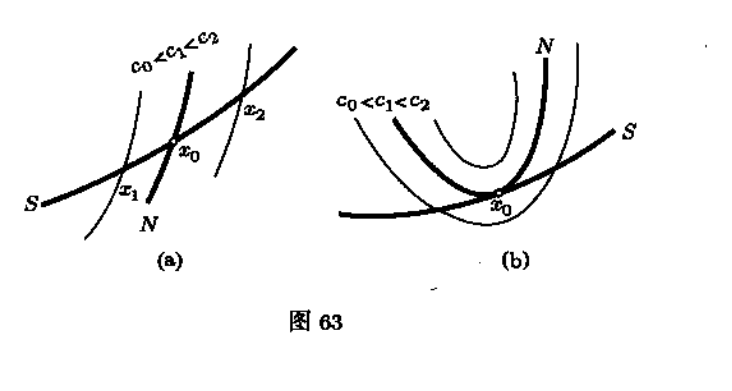 c₀<c₁<c₂
x₂
x₀
x₁
S
N
(a)
N
c₀<c₁<c₂
S
x₀
(b)
图 63